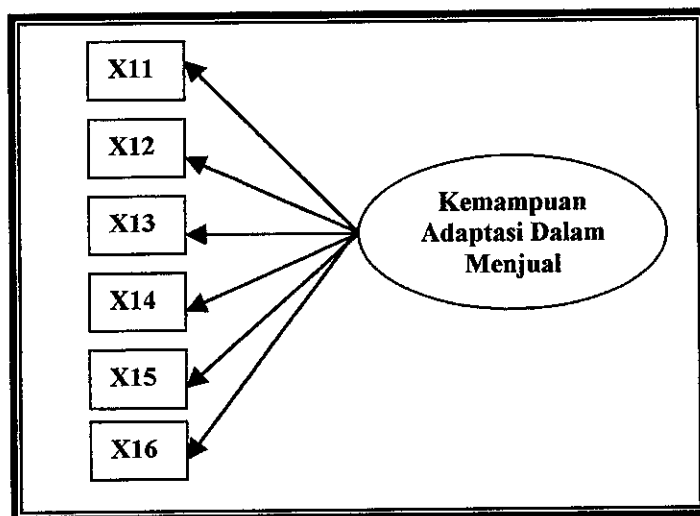 X11
X12
X13
X14
X15
X16
Kemampuan
Adaptasi Dalam
Menjual